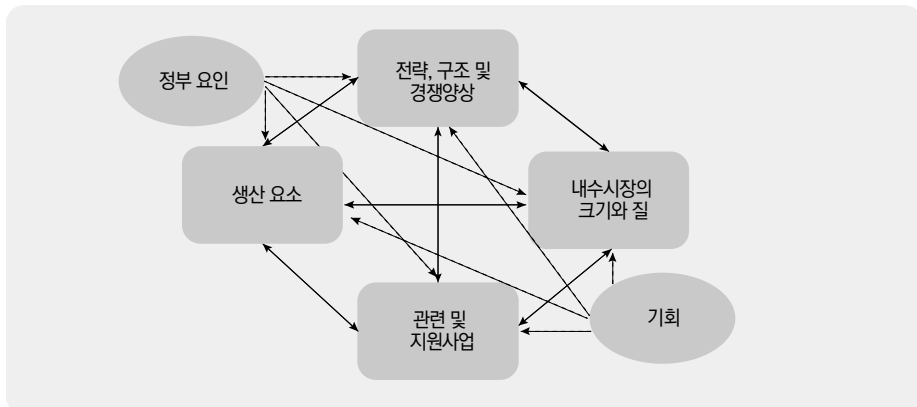 정부 요인
전략, 구조 및
경쟁양상
생산 요소
내수시장의
크기와 질
관련 및
지원사업
기회